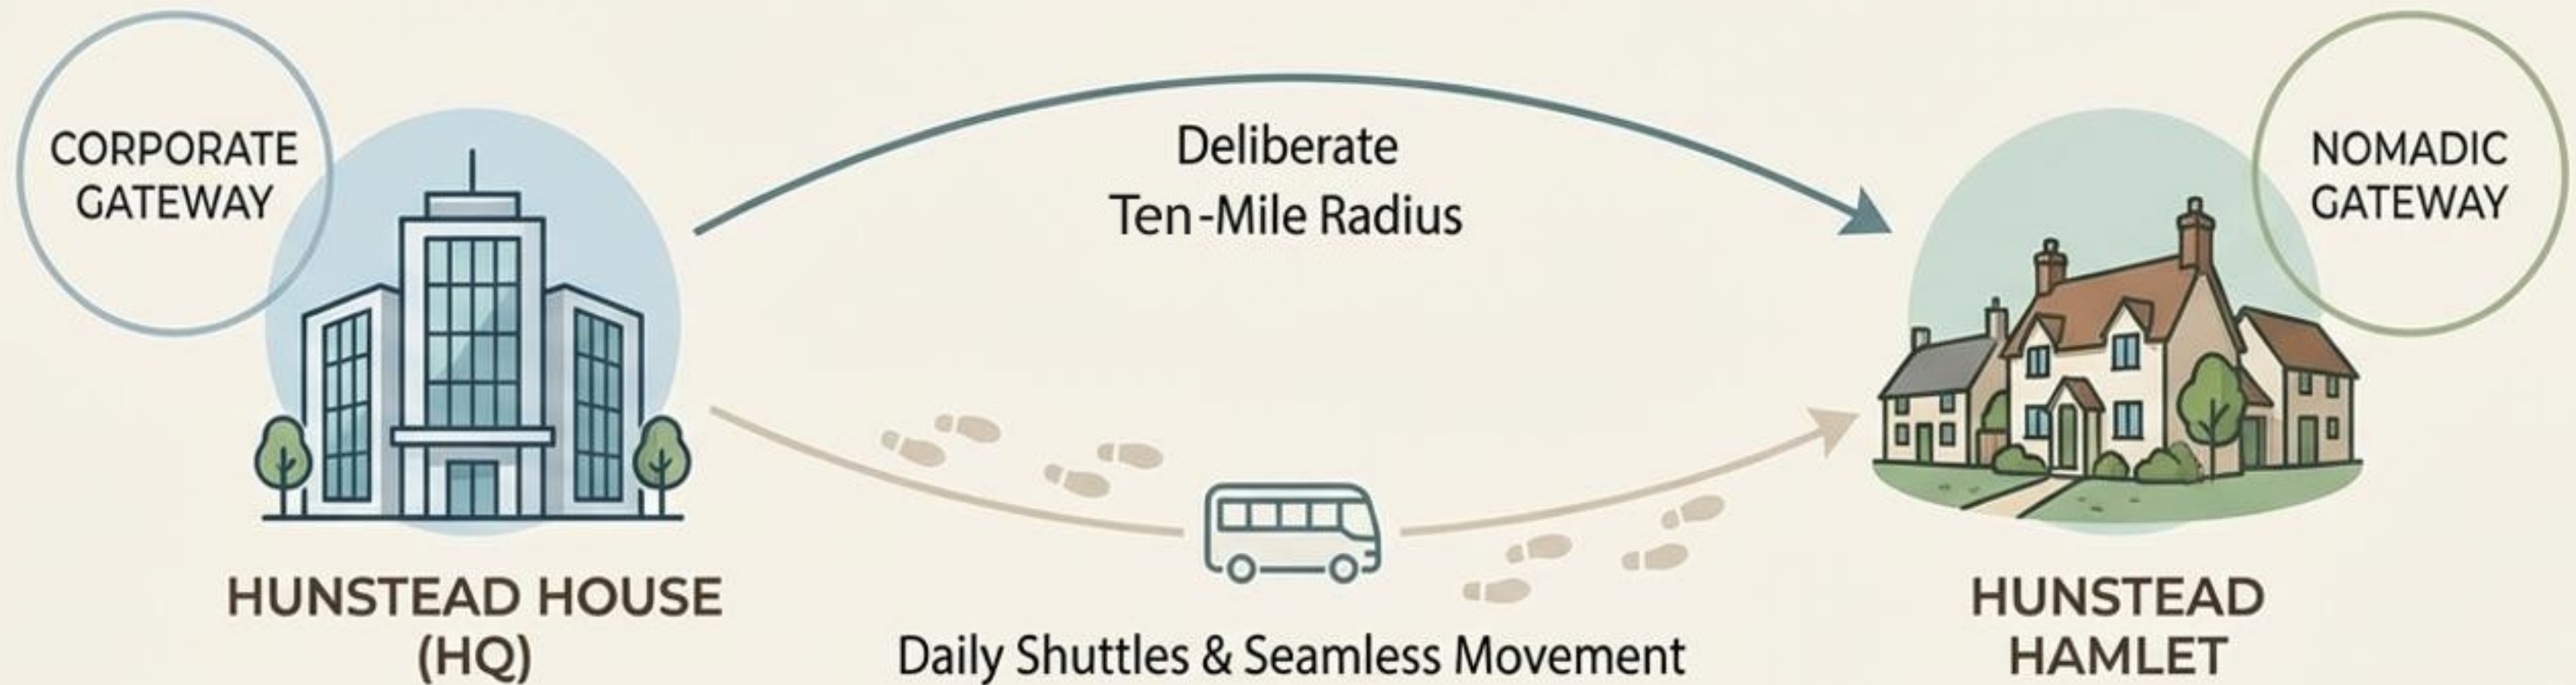 CORPORATE
GATEWAY
Deliberate
Ten-Mile Radius
NOMADIC
GATEWAY
HUNSTEAD HOUSE
(HQ)
Daily Shuttles & Seamless Movement
HUNSTEAD
HAMLET